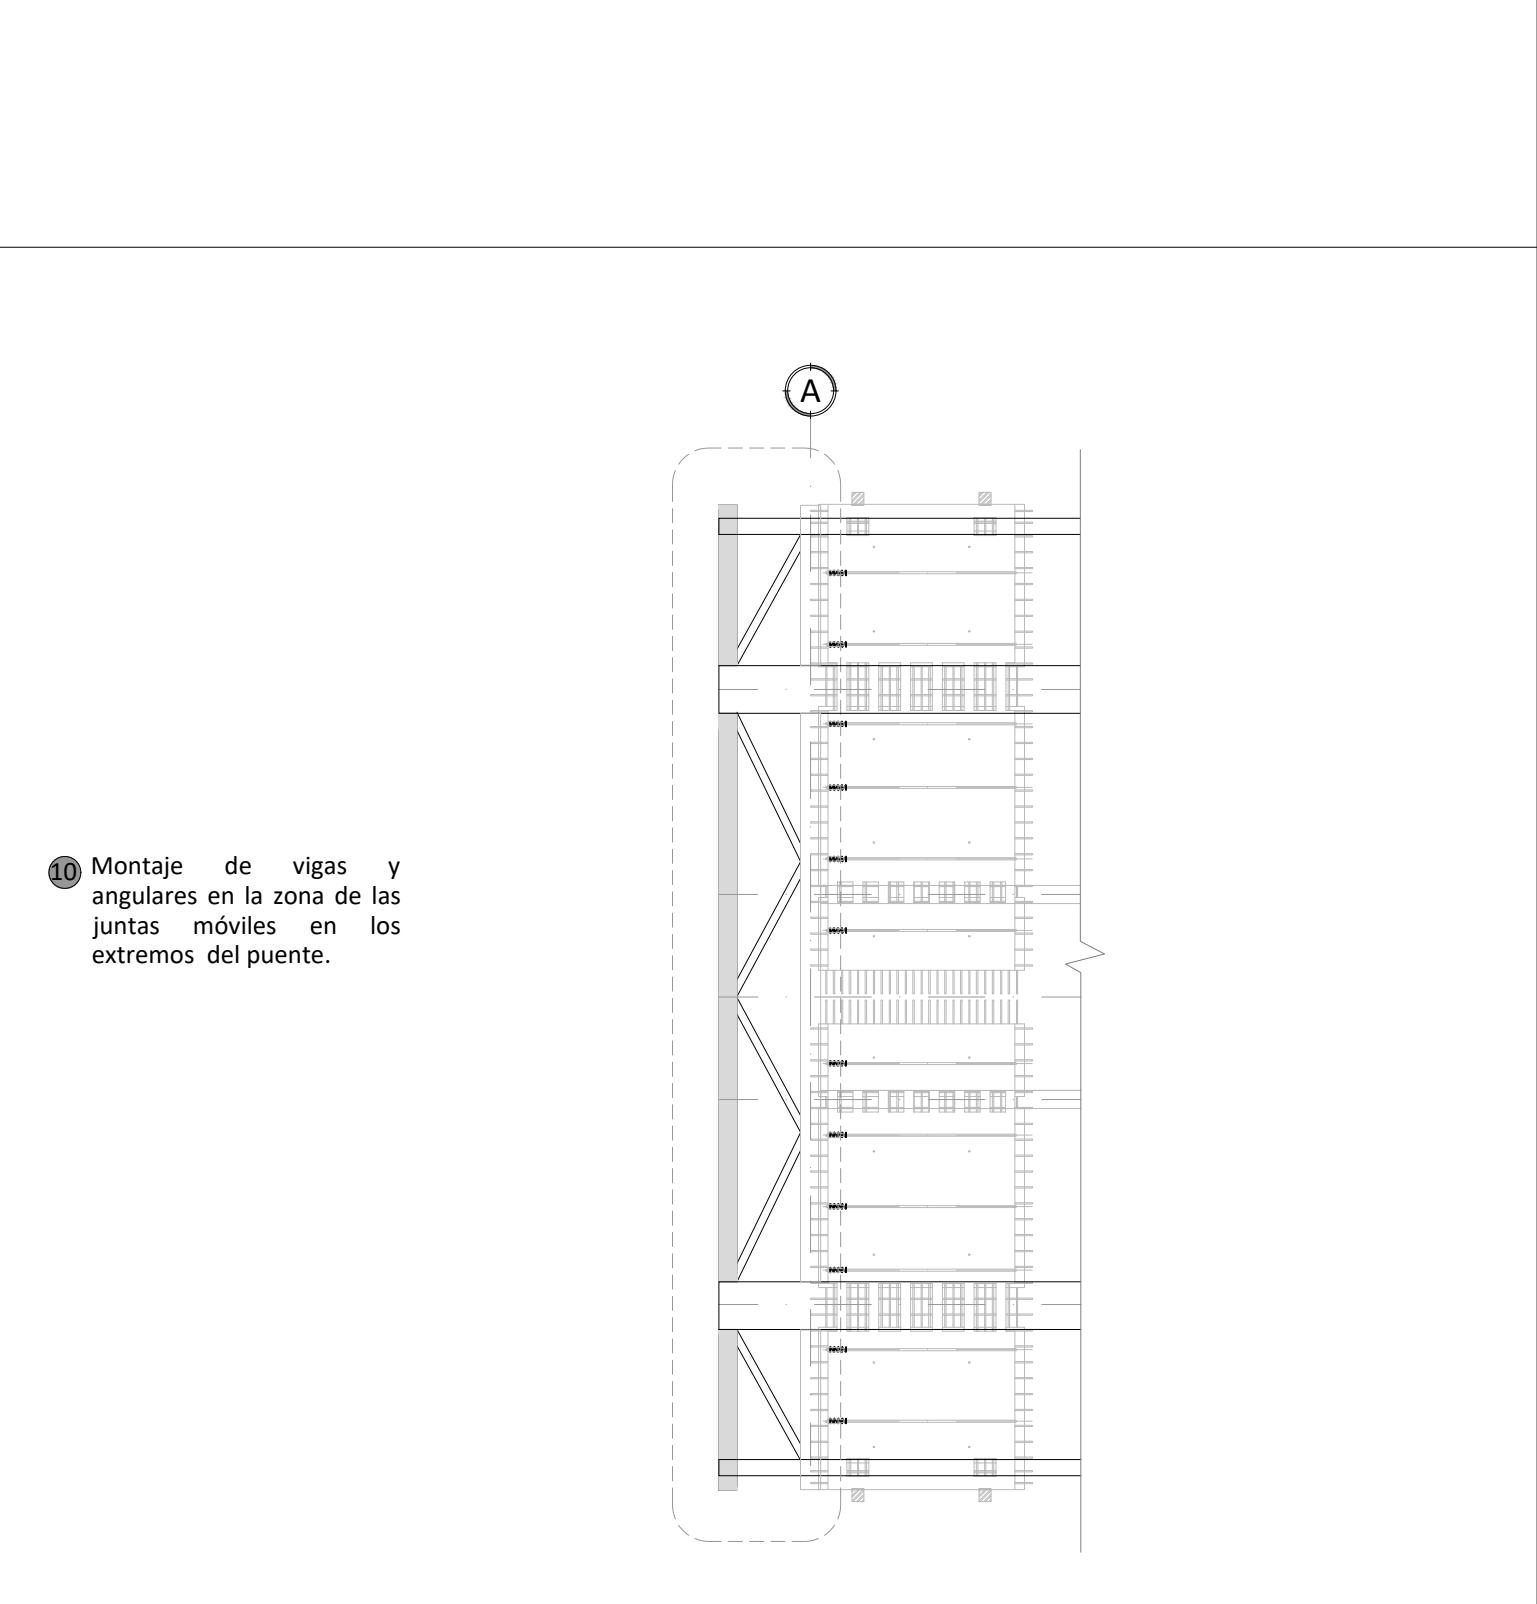 A
10 Montaje de vigas y
angulares en la zona de las
juntas móviles en los
extremos del puente.